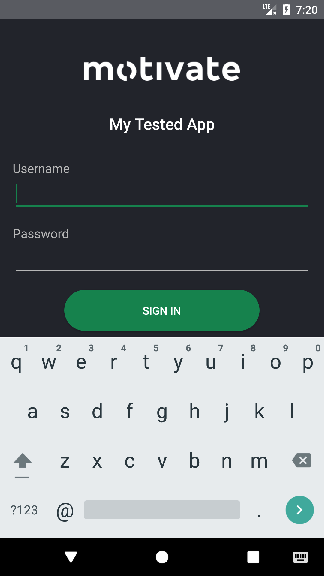 LTE 7:20
motivate
My Tested App
Username
Password
SIGN IN
1 2 3 4 5 6 7 8 9 0
q w e r t y u i o p
a s d f g h j k l
z x c v b n m
?123 @ .